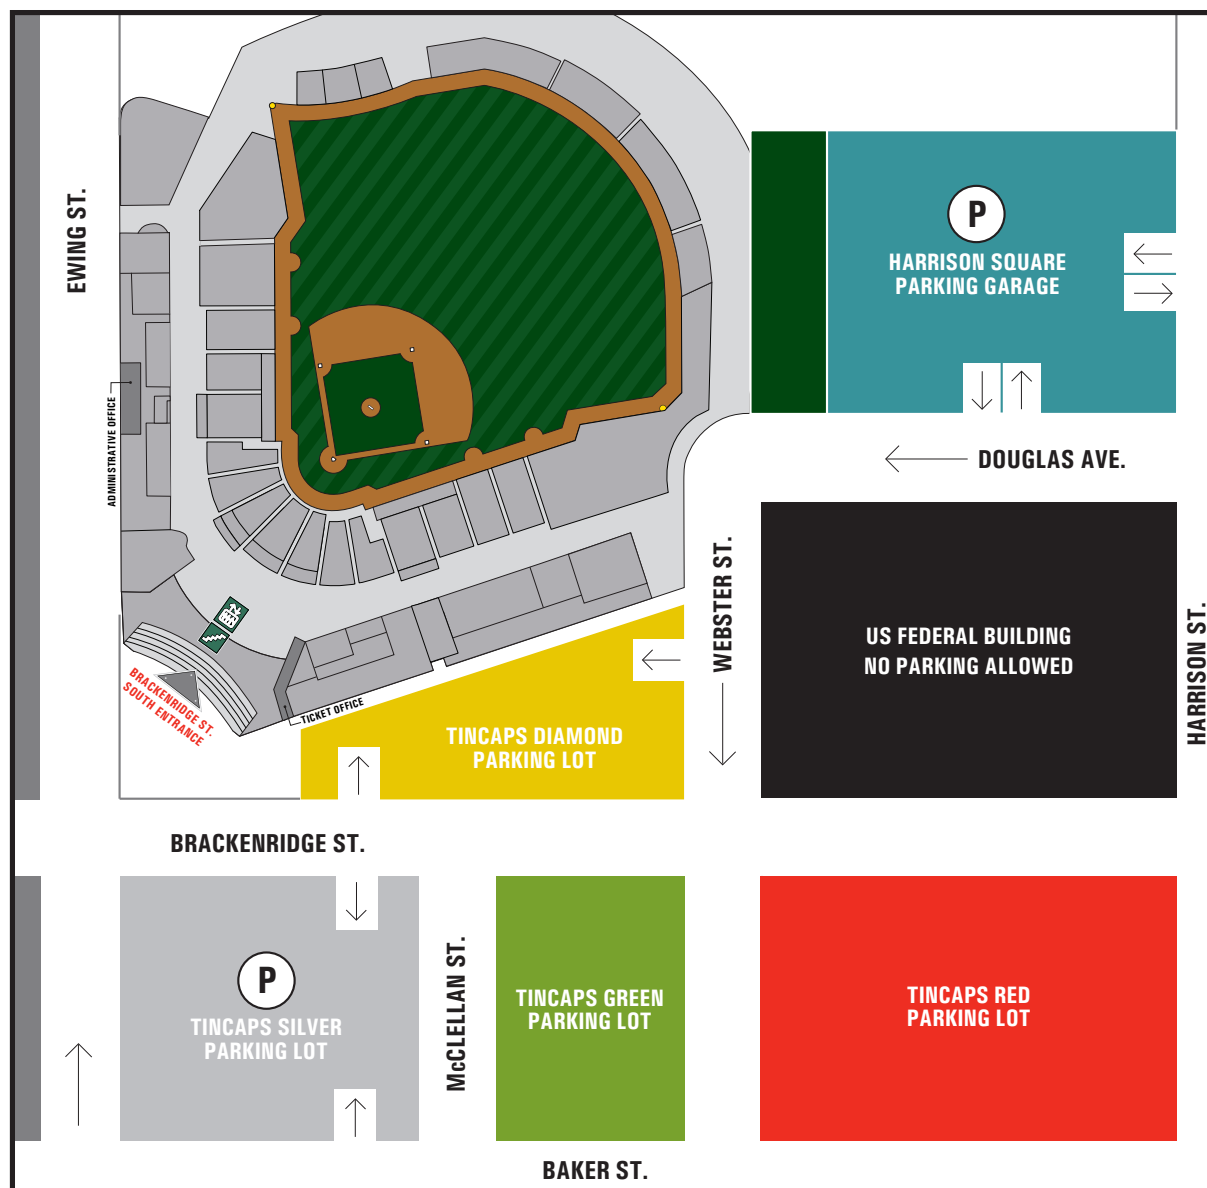 EWING ST.
P
HARRISON SQUARE
PARKING GARAGE
ADMINISTRATIVE OFFICE
DOUGLAS AVE.
WEBSTER ST.
US FEDERAL BUILDING
NO PARKING ALLOWED
HARRISON ST.
BRACKENRIDGE ST.
SOUTH ENTRANCE
TICKET OFFICE
TINCAPS DIAMOND
PARKING LOT
BRACKENRIDGE ST.
P
TINCAPS SILVER
PARKING LOT
McCLELLAN ST.
TINCAPS GREEN
PARKING LOT
TINCAPS RED
PARKING LOT
BAKER ST.